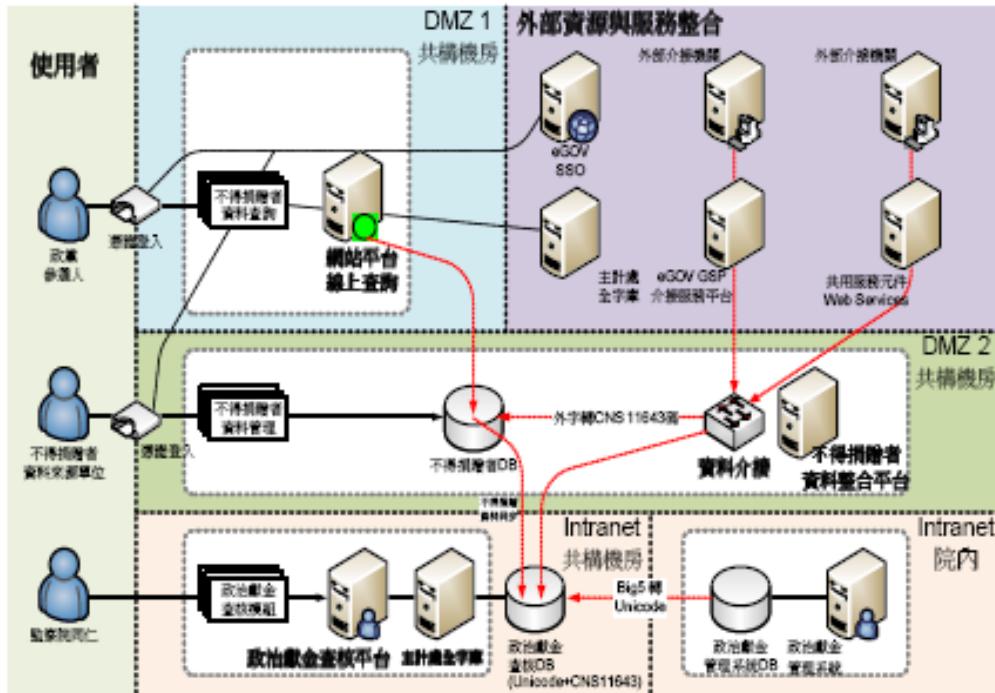 使用者
DMZ 1
共構機房
外部資源與服務整合
外部介接機關
外部介接機關
eGOV
SSO
政黨
參選人
憑證登入
不得捐贈者
資料查詢
網站平台
線上查詢
主計處
全字庫
eGOV GSP
介接服務平台
共用服務元件
Web Services
DMZ 2
共構機房
不得捐贈者
資料來源單位
憑證登入
不得捐贈者
資料管理
不得捐贈者DB
外字轉CNS 11643碼
資料介接
不得捐贈者
資料整合平台
不得捐贈
資料同步
Intranet
共構機房
Intranet
院內
監察院同仁
政治獻金
查核模組
政治獻金查核平台
主計處全字庫
政治獻金
查核DB
(Unicode+CNS11643)
Big5 轉
Unicode
政治獻金
管理系統DB
政治獻金
管理系統